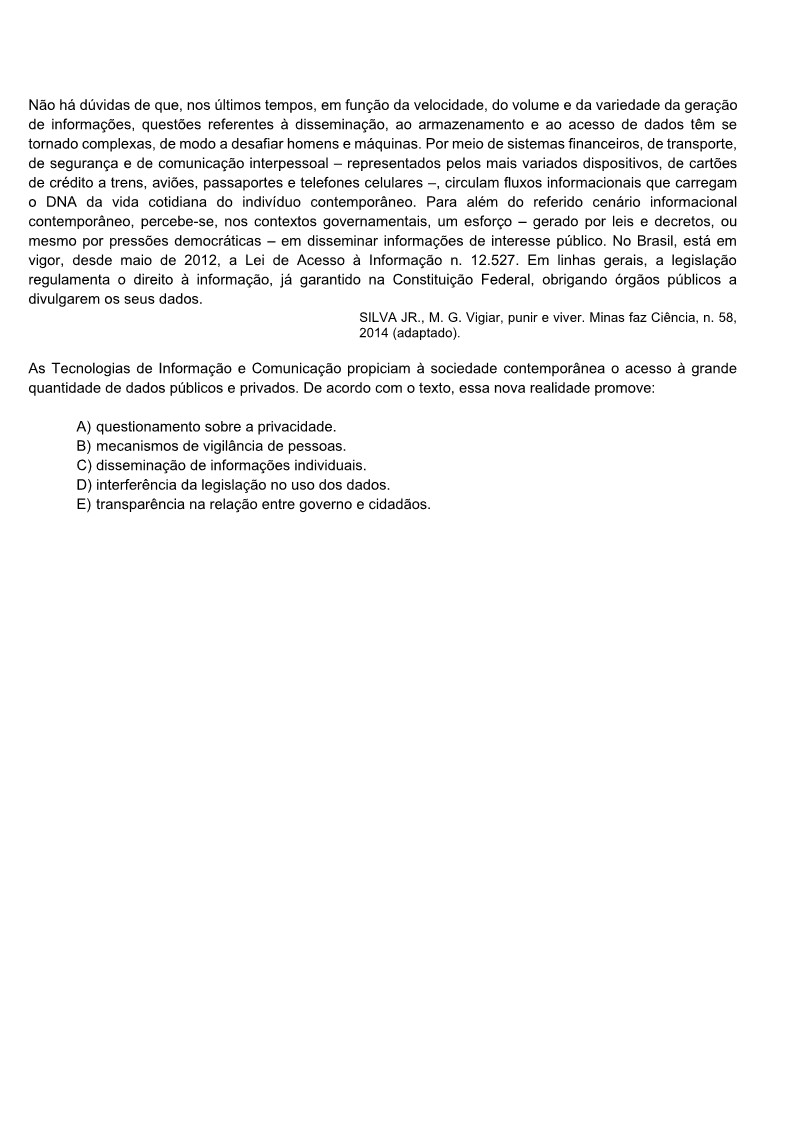 Não há dúvidas de que, nos últimos tempos, em função da velocidade, do volume e da variedade da geração
de informações, questões referentes à disseminação, ao armazenamento e ao acesso de dados têm se
tornado complexas, de modo a desafiar homens e máquinas. Por meio de sistemas financeiros, de transporte,
de segurança e de comunicação interpessoal – representados pelos mais variados dispositivos, de cartões
de crédito a trens, aviões, passaportes e telefones celulares –, circulam fluxos informacionais que carregam
o DNA da vida cotidiana do indivíduo contemporâneo. Para além do referido cenário informacional
contemporâneo, percebe-se, nos contextos governamentais, um esforço – gerado por leis e decretos, ou
mesmo por pressões democráticas – em disseminar informações de interesse público. No Brasil, está em
vigor, desde maio de 2012, a Lei de Acesso à Informação n. 12.527. Em linhas gerais, a legislação
regulamenta o direito à informação, já garantido na Constituição Federal, obrigando órgãos públicos a
divulgarem os seus dados.
SILVA JR., M. G. Vigiar, punir e viver. Minas faz Ciência, n. 58,
2014 (adaptado).
As Tecnologias de Informação e Comunicação propiciam à sociedade contemporânea o acesso à grande
quantidade de dados públicos e privados. De acordo com o texto, essa nova realidade promove:
A) questionamento sobre a privacidade.
B) mecanismos de vigilância de pessoas.
C) disseminação de informações individuais.
D) interferência da legislação no uso dos dados.
E) transparência na relação entre governo e cidadãos.